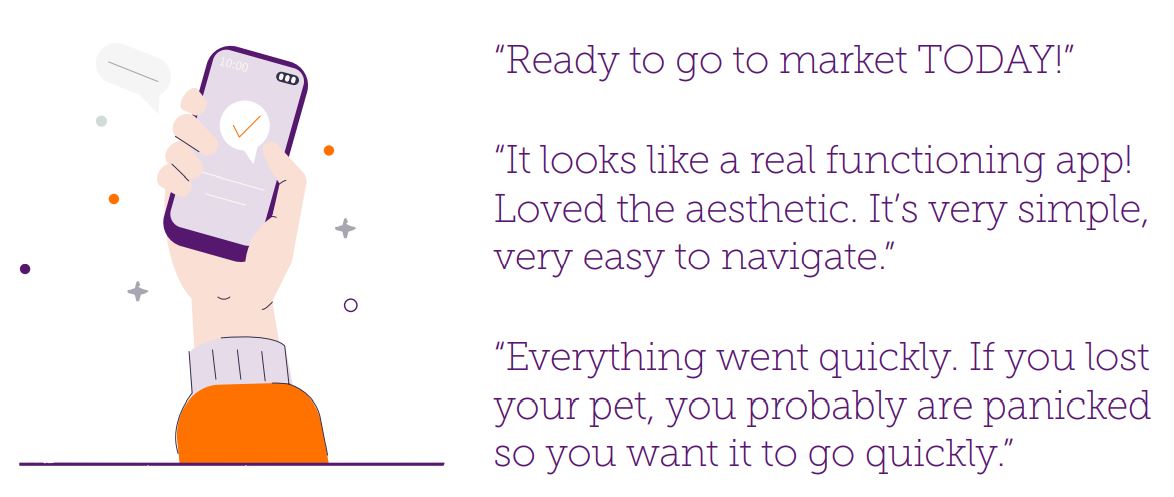 10:00
“Ready to go to market TODAY!”
“It looks like a real functioning app!
Loved the aesthetic. It’s very simple,
very easy to navigate.”
“Everything went quickly. If you lost
your pet, you probably are panicked
so you want it to go quickly.”